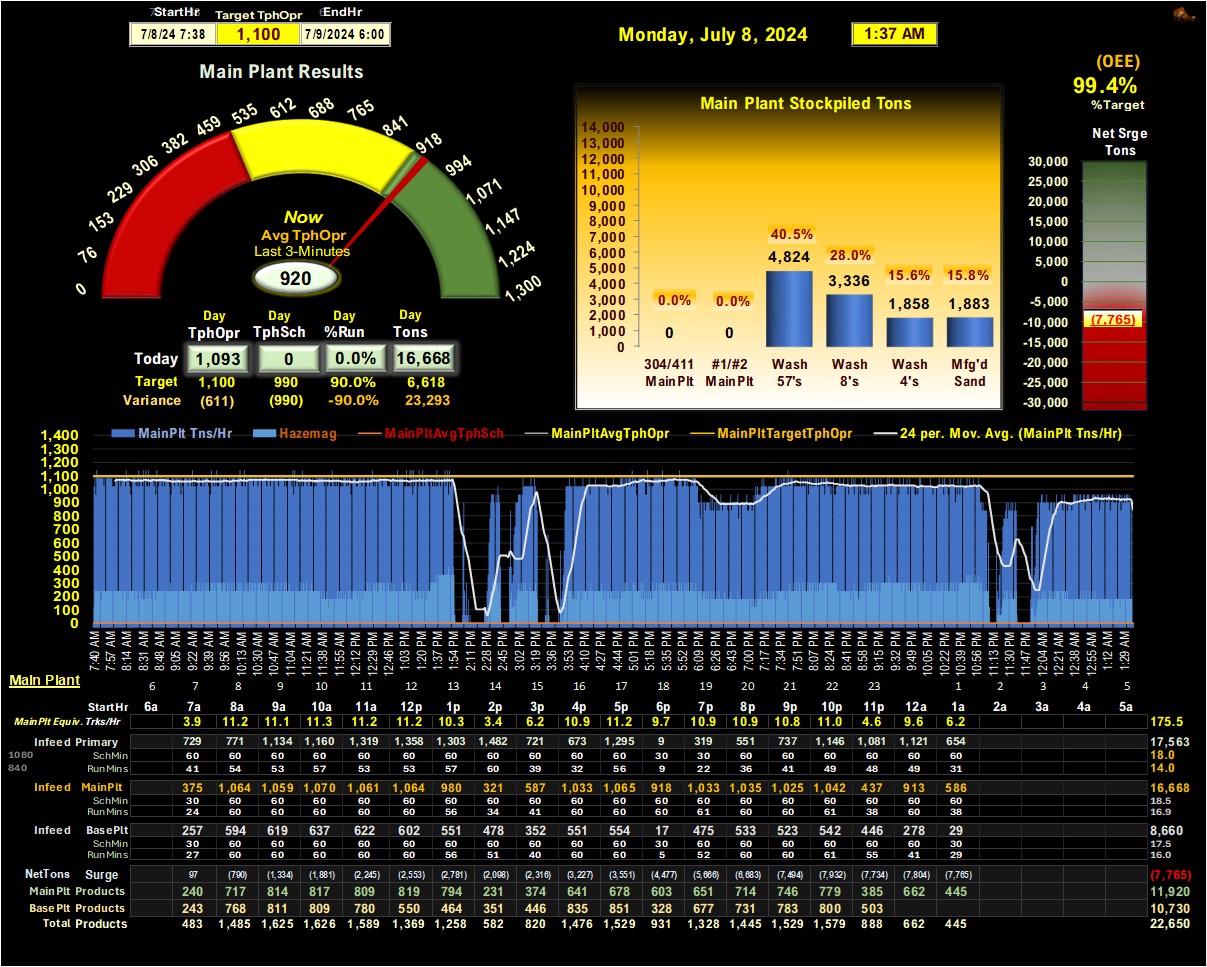 StartHr Target TphOpr EndHr
7/8/24 7:38 1,100 7/9/2024 6:00
Monday, July 8, 2024 1:37 AM
(OEE)
99.4%
%Target
Main Plant Results
0 76 153 229 306 382 459 535 612 688 765 841 918 994 1,071 1,147 1,224 1,300
Now
Avg TphOpr
Last 3-Minutes
920
Day Day Day Day
TphOpr TphSch %Run Tons
Today 1,093 0 0.0% 16,668
Target 1,100 990 90.0% 6,618
Variance (611) (990) -90.0% 23,293
Main Plant Stockpiled Tons
14,000
13,000
12,000
11,000
10,000
9,000
8,000
7,000
6,000
5,000
4,000
3,000
2,000
1,000
0
0.0% 0.0% 40.5% 28.0% 15.6% 15.8%
0 0 4,824 3,336 1,858 1,883
304/411 #1/#2 Wash Wash Wash Mfg'd
MainPlt MainPlt 57's 8's 4's Sand
Net Srge
Tons
30,000
25,000
20,000
15,000
10,000
5,000
0
-5,000
(7,765)
-10,000
-15,000
-20,000
-25,000
-30,000
MainPlt Tns/Hr Hazemag MainPltAvgTphSch MainPltAvgTphOpr MainPltTargetTphOpr 24 per. Mov. Avg. (MainPlt Tns/Hr)
1,400
1,300
1,200
1,100
1,000
900
800
700
600
500
400
300
200
100
0
7:40 AM 7:57 AM 8:14 AM 8:31 AM 8:48 AM 9:05 AM 9:22 AM 9:39 AM 9:56 AM 10:13 AM 10:30 AM 10:47 AM 11:04 AM 11:21 AM 11:38 AM 11:55 AM 12:12 PM 12:29 PM 12:46 PM 1:03 PM 1:20 PM 1:37 PM 1:54 PM 2:11 PM 2:28 PM 2:45 PM 3:02 PM 3:19 PM 3:36 PM 3:53 PM 4:10 PM 4:27 PM 4:44 PM 5:01 PM 5:18 PM 5:35 PM 5:52 PM 6:09 PM 6:26 PM 6:43 PM 7:00 PM 7:17 PM 7:34 PM 7:51 PM 8:07 PM 8:24 PM 8:41 PM 8:58 PM 9:15 PM 9:32 PM 9:49 PM 10:05 PM 10:22 PM 10:39 PM 10:56 PM 11:13 PM 11:30 PM 11:47 PM 12:04 AM 12:21 AM 12:38 AM 12:55 AM 1:12 AM 1:29 AM
Main Plant
6 7 8 9 10 11 12 13 14 15 16 17 18 19 20 21 22 23 1 2 3 4 5
StartHr 6a 7a 8a 9a 10a 11a 12p 1p 2p 3p 4p 5p 6p 7p 8p 9p 10p 11p 12a 1a 2a 3a 4a 5a
MainPlt Equiv. Trks/Hr 3.9 11.2 11.1 11.3 11.2 11.2 10.3 3.4 6.2 10.9 11.2 9.7 10.9 10.9 10.8 11.0 4.6 9.6 6.2 175.5
Infeed Primary 729 771 1,134 1,160 1,319 1,358 1,303 1,482 721 673 1,295 9 319 551 737 1,146 1,081 1,121 654 17,563
1080 SchMin 60 60 60 60 60 60 60 60 60 60 60 30 30 60 60 60 60 60 60 18.0
840 RunMins 41 54 53 57 53 53 57 60 39 32 56 9 22 36 41 49 48 49 31 14.0
Infeed MainPlt 375 1,064 1,059 1,070 1,061 1,064 980 321 587 1,033 1,065 918 1,033 1,035 1,025 1,042 437 913 586 16,668
SchMin 30 60 60 60 60 60 60 60 60 60 60 60 60 60 60 60 60 60 60 18.5
RunMins 24 60 60 60 60 60 56 34 41 60 60 60 61 60 60 61 38 60 38 16.9
Infeed BasePlt 257 594 619 637 622 602 551 478 352 551 554 17 475 533 523 542 446 278 29 8,660
SchMin 30 60 60 60 60 60 60 60 60 60 60 30 60 60 60 60 60 60 30 17.5
RunMins 27 60 60 60 60 60 56 51 40 60 60 5 52 60 60 61 55 41 29 16.0
NetTons Surge 97 (790) (1,334) (1,881) (2,245) (2,553) (2,781) (2,098) (2,316) (3,227) (3,551) (4,477) (5,666) (6,683) (7,494) (7,932) (7,734) (7,804) (7,765) (7,765)
MainPlt Products 240 717 814 817 809 819 794 231 374 641 678 603 651 714 746 779 385 662 445 11,920
BasePlt Products 243 768 811 809 780 550 464 351 446 835 851 328 677 731 783 800 503 10,730
Total Products 483 1,485 1,625 1,626 1,589 1,369 1,258 582 820 1,476 1,529 931 1,328 1,445 1,529 1,579 888 662 445 22,650